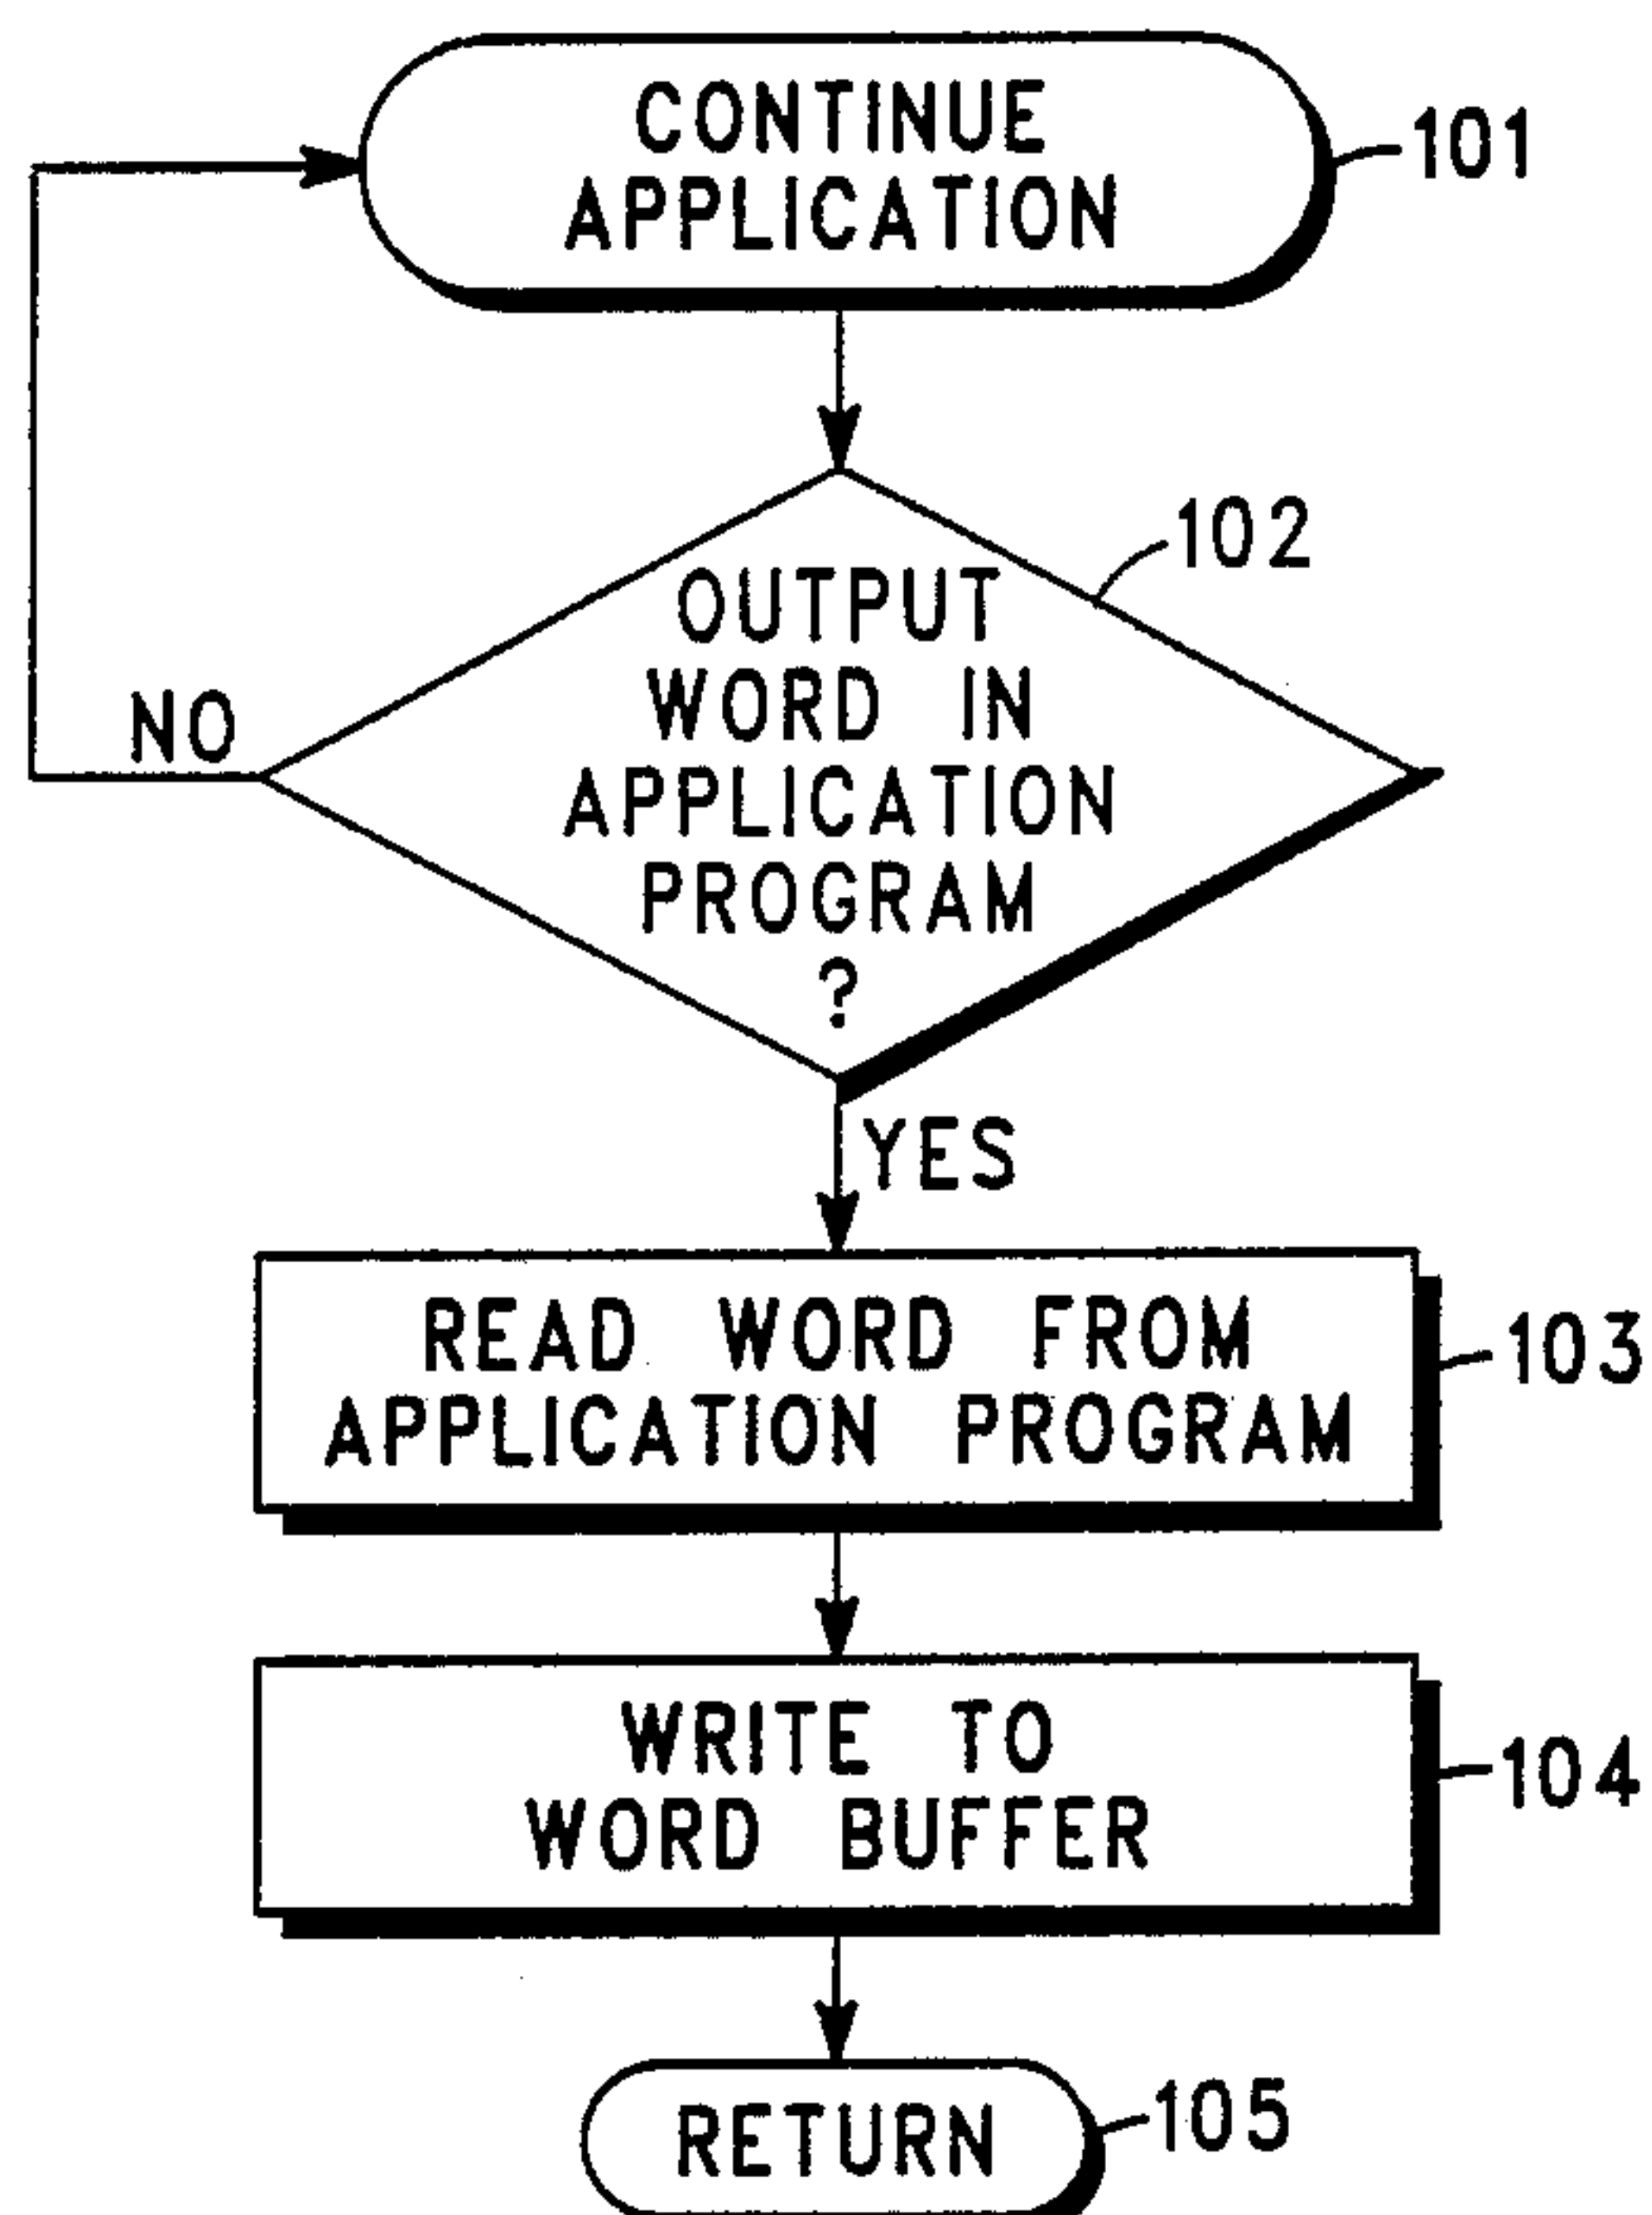 CONTINUE
APPLICATION
101
102
OUTPUT
WORD IN
APPLICATION
PROGRAM
?
NO
YES
READ WORD FROM
APPLICATION PROGRAM
103
WRITE TO
WORD BUFFER
104
RETURN
105